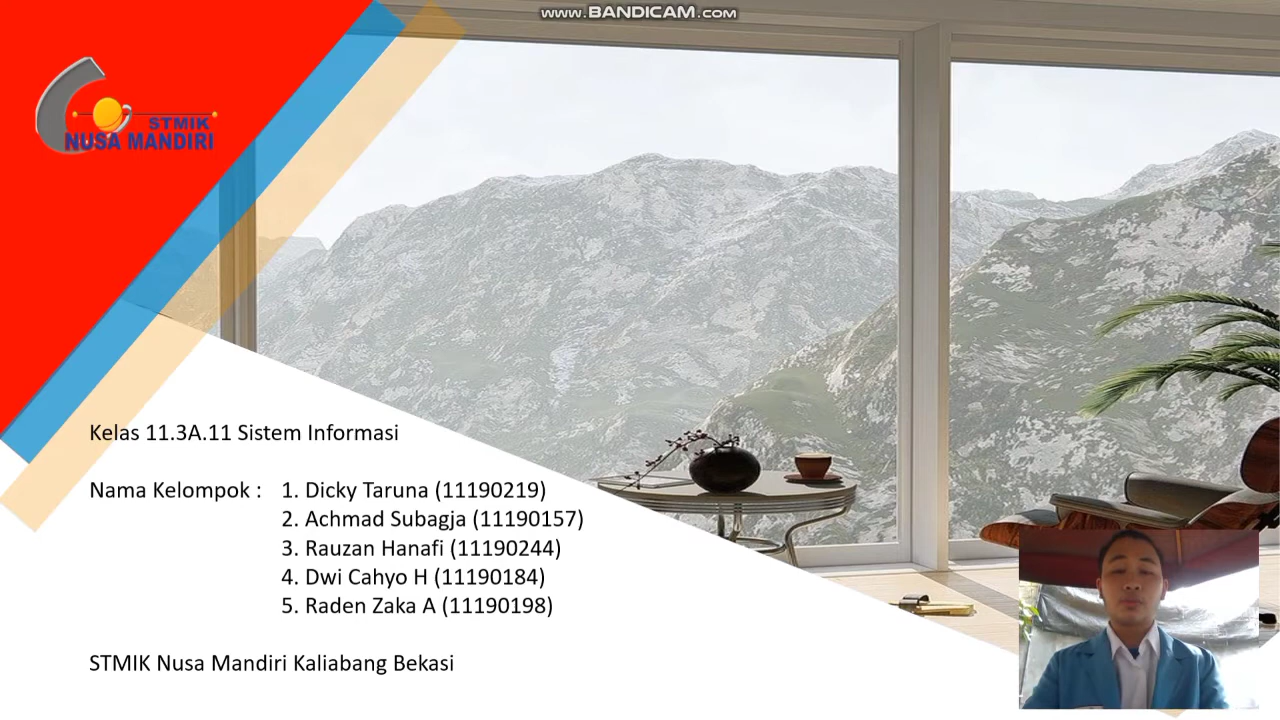 www.BANDICAM.com
STMIK
NUSA MANDIRI
Kelas 11.3A.11 Sistem Informasi
Nama Kelompok : 1. Dicky Taruna (11190219)
2. Achmad Subagja (11190157)
3. Rauzan Hanafi (11190244)
4. Dwi Cahyo H (11190184)
5. Raden Zaka A (11190198)
STMIK Nusa Mandiri Kaliabang Bekasi